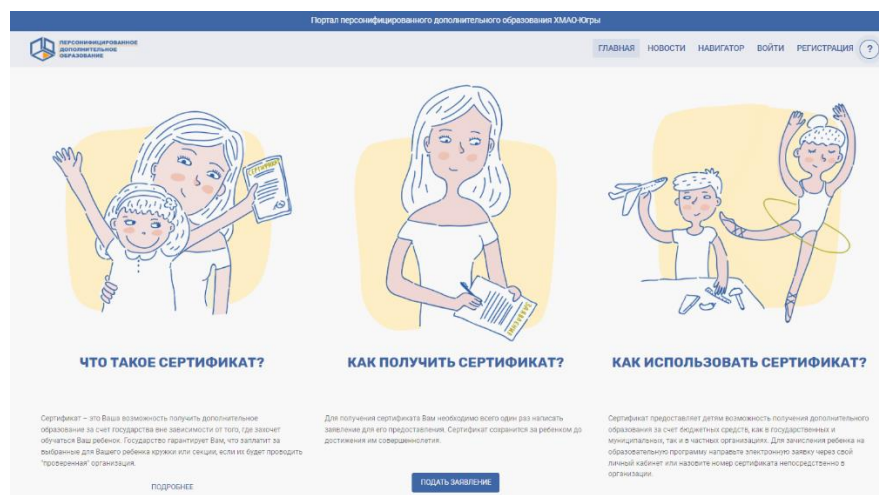 Портал персонифицированного дополнительного образования ХМАО-Югры
ПЕРСОНИФИЦИРОВАННОЕ
ДОПОЛНИТЕЛЬНОЕ
ОБРАЗОВАНИЕ
ГЛАВНАЯ НОВОСТИ НАВИГАТОР ВОЙТИ РЕГИСТРАЦИЯ ?
СЕРТИФИКАТ
ЧТО ТАКОЕ СЕРТИФИКАТ?
Сертификат – это Ваша возможность получить дополнительное
образование за счет государства вне зависимости от того, где захочет
обучаться Ваш ребенок. Государство гарантирует Вам, что заплатит за
выбранные для Вашего ребенка кружки или секции, если их будет проводить
"проверенная" организация.
ПОДРОБНЕЕ
ЗАЯВЛЕНИЕ
КАК ПОЛУЧИТЬ СЕРТИФИКАТ?
Для получения сертификата Вам необходимо всего один раз написать
заявление для его предоставления. Сертификат сохранится за ребенком до
достижения им совершеннолетия.
ПОДАТЬ ЗАЯВЛЕНИЕ
КАК ИСПОЛЬЗОВАТЬ СЕРТИФИКАТ?
Сертификат предоставляет детям возможность получения дополнительного
образования за счет бюджетных средств, как в государственных и
муниципальных, так и в частных организациях. Для зачисления ребенка на
образовательную программу направьте электронную заявку через свой
личный кабинет или назовите номер сертификата непосредственно в
организации.